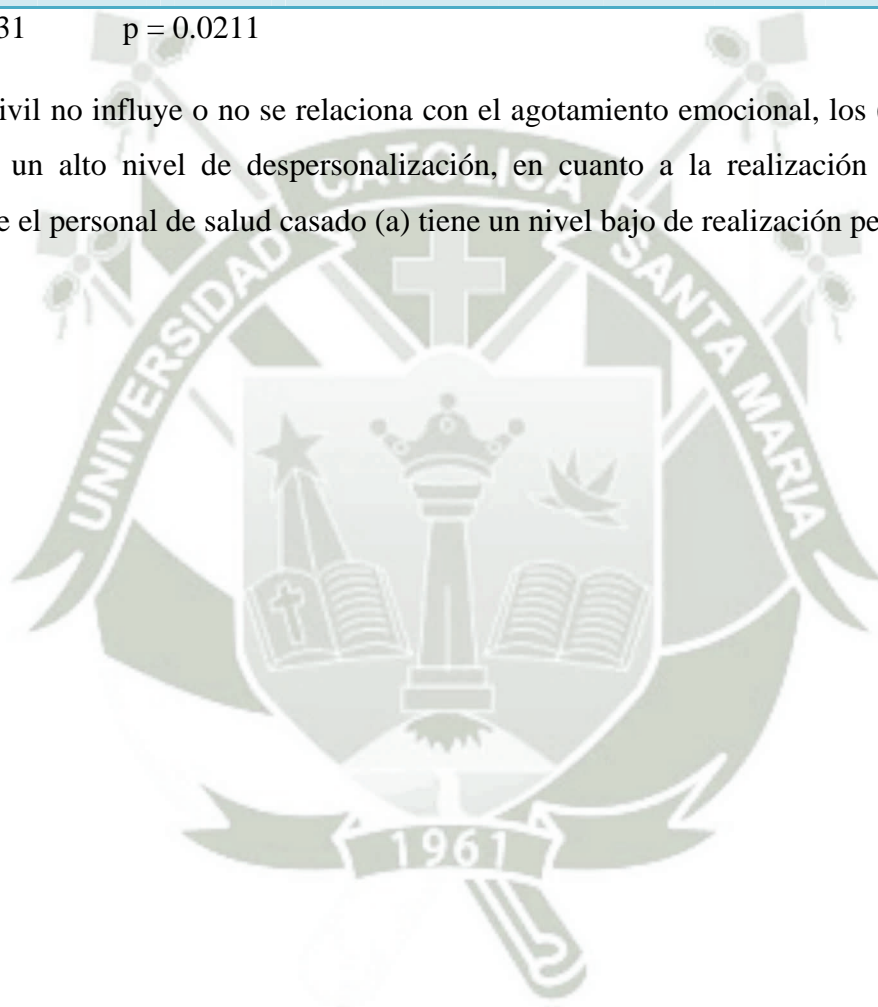 31 p = 0.0211
ivil no influye o no se relaciona con el agotamiento emocional, los
un alto nivel de despersonalización, en cuanto a la realización
e el personal de salud casado (a) tiene un nivel bajo de realización pe
UNIVERSIDAD CATOLICA SANTA MARIA
1961